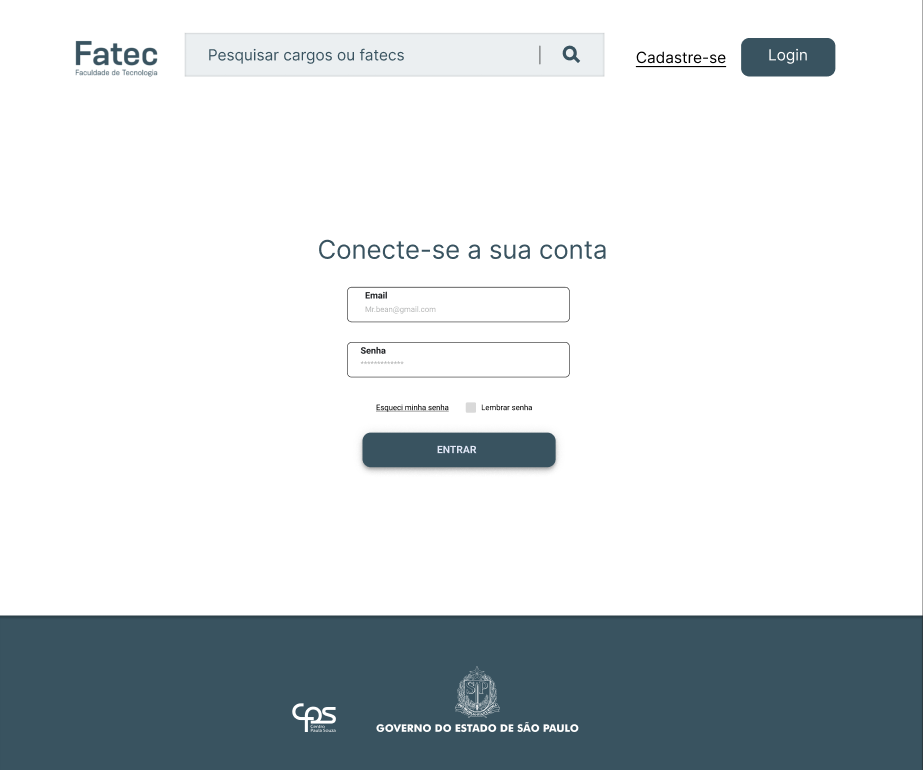 Fatec
Faculdade de Tecnologia
Pesquisar cargos ou fatecs
Cadastre-se
Login
Conecte-se a sua conta
Email
Mr.bean@gmail.com
Senha
*************
Esqueci minha senha
Lembrar senha
ENTRAR
SP
cps
Centro
Paula Souza
GOVERNO DO ESTADO DE SÃO PAULO